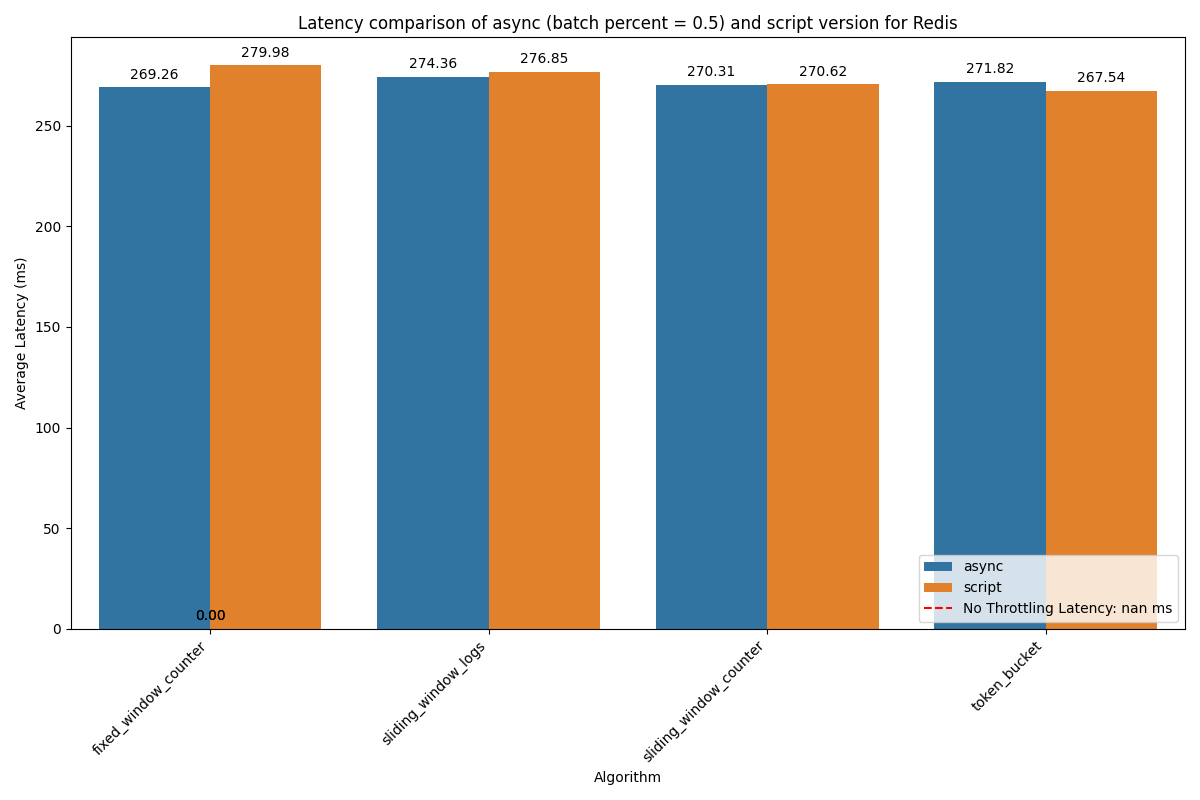 Latency comparison of async (batch percent = 0.5) and script version for Redis
269.26
279.98
274.36
276.85
270.31
270.62
271.82
267.54
250
200
150
100
50
0
Average Latency (ms)
0.00
async
script
No Throttling Latency: nan ms
fixed_window_counter
sliding_window_logs
sliding_window_counter
token_bucket
Algorithm